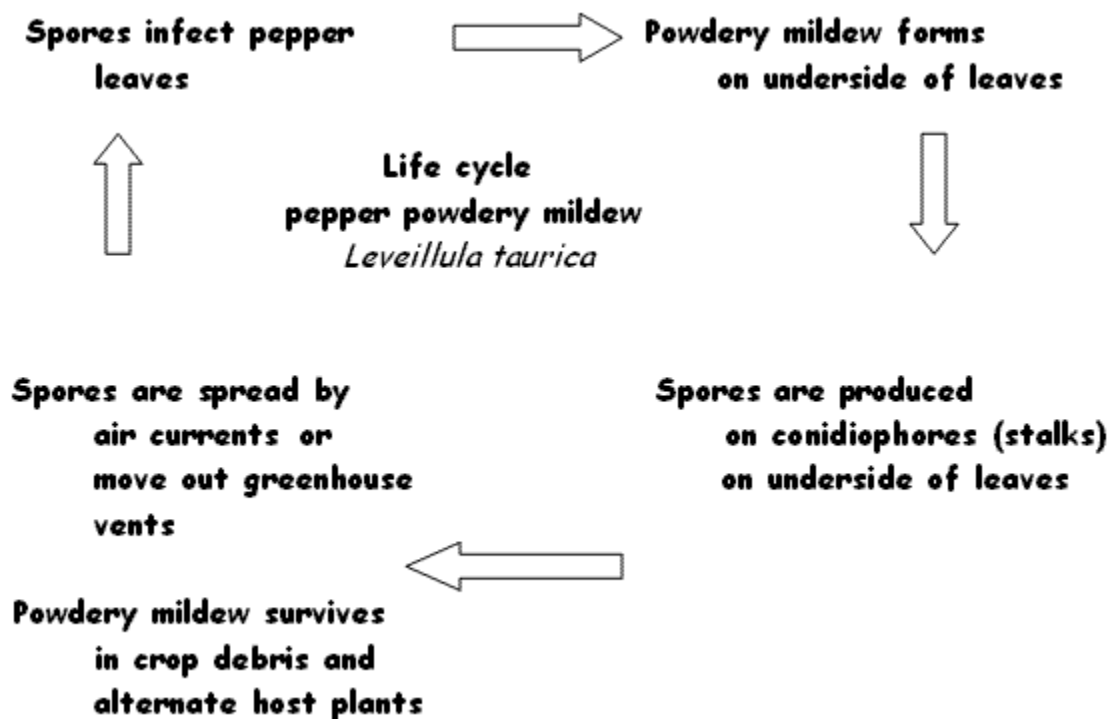 Spores infect pepper
leaves
Powdery mildew forms
on underside of leaves
Life cycle
pepper powdery mildew
Leveillula taurica
Spores are produced
on conidiophores (stalks)
on underside of leaves
Spores are spread by
air currents or
move out greenhouse
vents
Powdery mildew survives
in crop debris and
alternate host plants